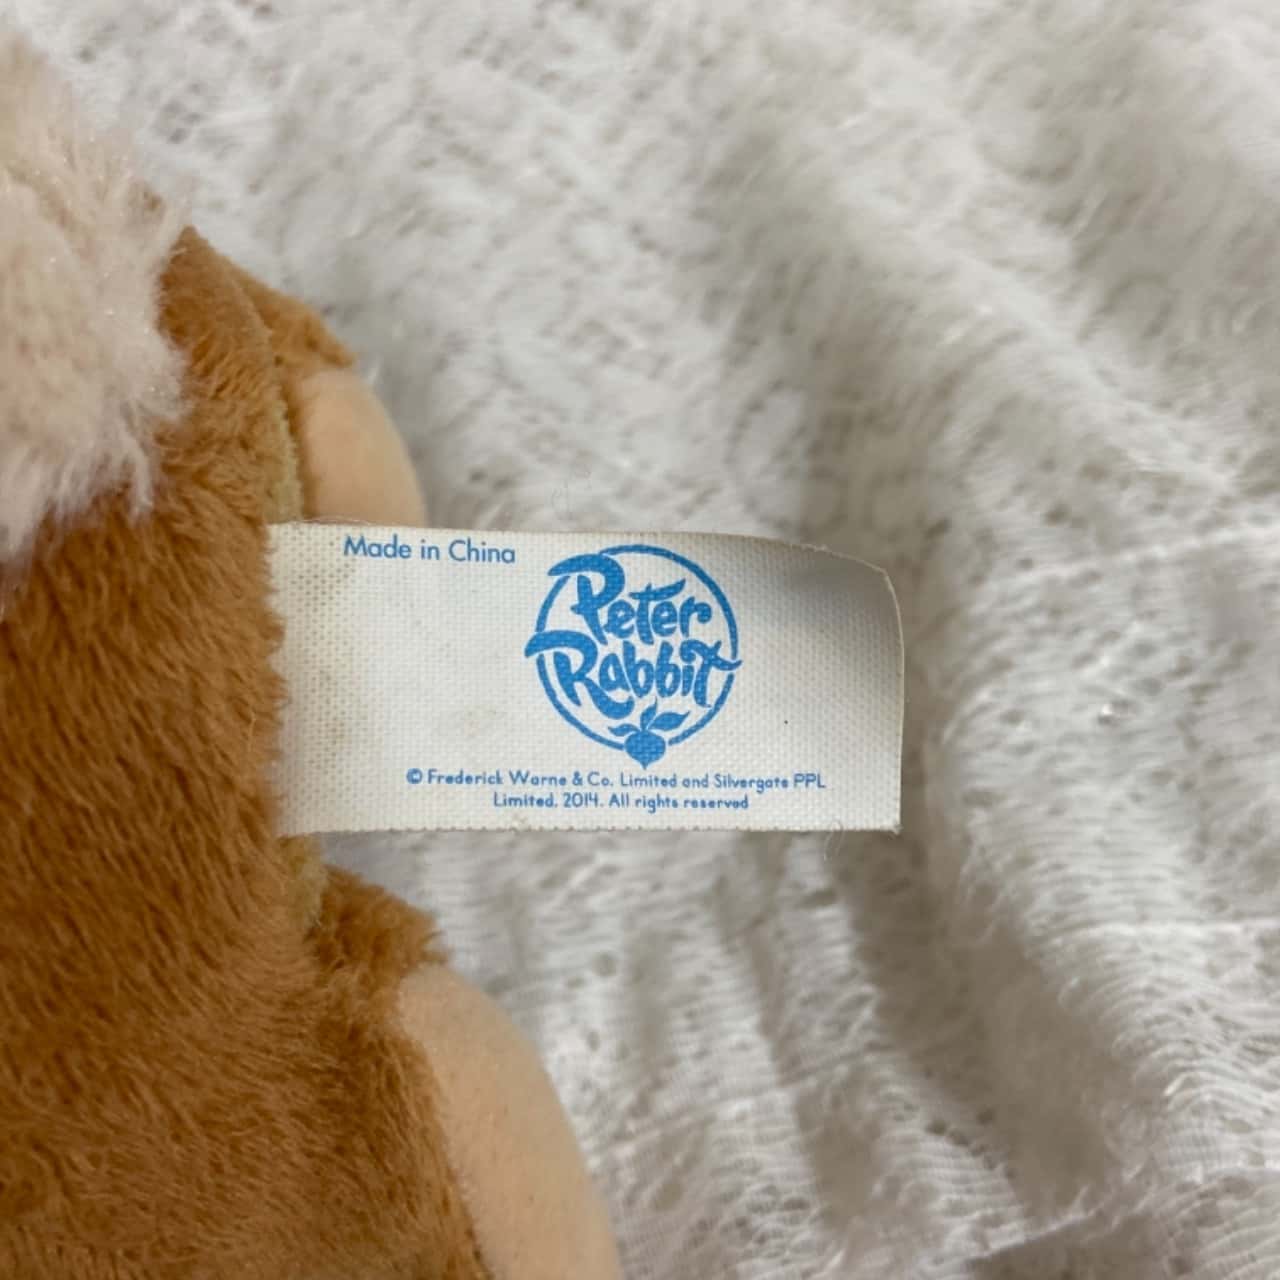 Made in China
Peter
Rabbit
© Frederick Warne & Co. Limited and Silvergate PPL
Limited, 2014. All rights reserved